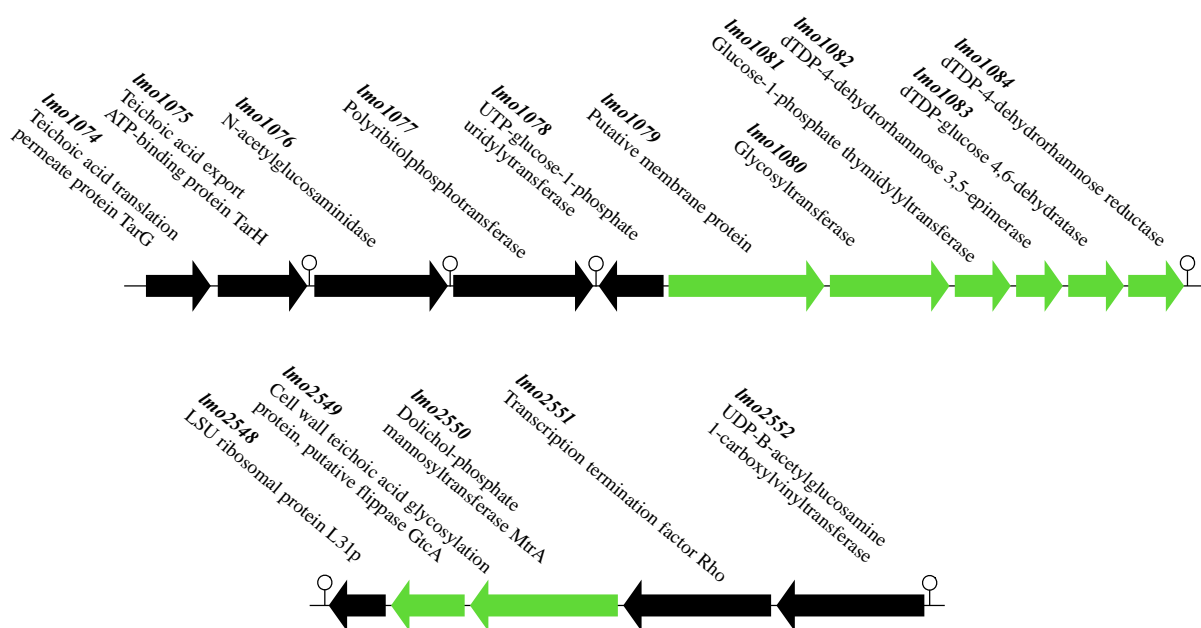 lmo1074
Teichoic acid translation
permeate protein TarG
lmo1075
Teichoic acid export
ATP-binding protein TarH
lmo1076
N-acetylglucosaminidase
lmo1077
Polyribitolphosphotransferase
lmo1078
UTP-glucose-1-phosphate
uridylytransferase
lmo1079
Putative membrane protein
lmo1080
Glycosyltransferase
lmo1081
Glucose-1-phosphate thymidylyltransferase
lmo1082
dTDP-4-dehydrorhamnose 3,5-epimerase
lmo1083
dTDP-glucose 4,6-dehydratase
lmo1084
dTDP-4-dehydrorhamnose reductase
lmo2548
LSU ribosomal protein L31p
lmo2549
Cell wall teichoic acid glycosylation
protein, putative flippase GtcA
lmo2550
Dolichol-phosphate
mannosyltransferase MtrA
lmo2551
Transcription termination factor Rho
lmo2552
UDP-B-acetylglucosamine
1-carboxylvinyltransferase